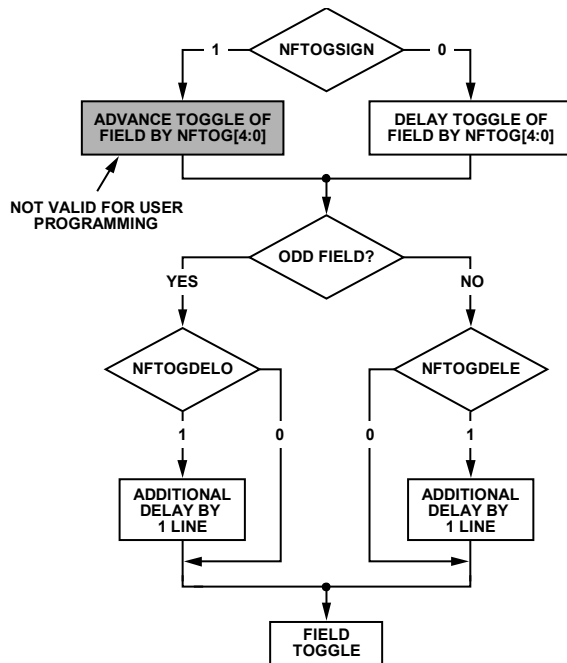 1
NFTOGSIGN
0
ADVANCE TOGGLE OF
FIELD BY NFTOG[4:0]
DELAY TOGGLE OF
FIELD BY NFTOG[4:0]
NOT VALID FOR USER
PROGRAMMING
ODD FIELD?
YES
NO
NFTOGDELO
NFTOGDELE
1
0
0
1
ADDITIONAL
DELAY BY
1 LINE
ADDITIONAL
DELAY BY
1 LINE
FIELD
TOGGLE